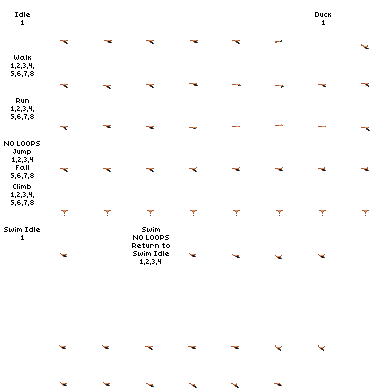 Idle
1
Duck
1
Walk
1,2,3,4,
5,6,7,8
Run
1,2,3,4,
5,6,7,8
NO LOOPS
Jump
1,2,3,4
Fall
5,6,7,8
Climb
1,2,3,4,
5,6,7,8
Swim Idle
1
Swim
NO LOOPS
Return to
Swim Idle
1,2,3,4